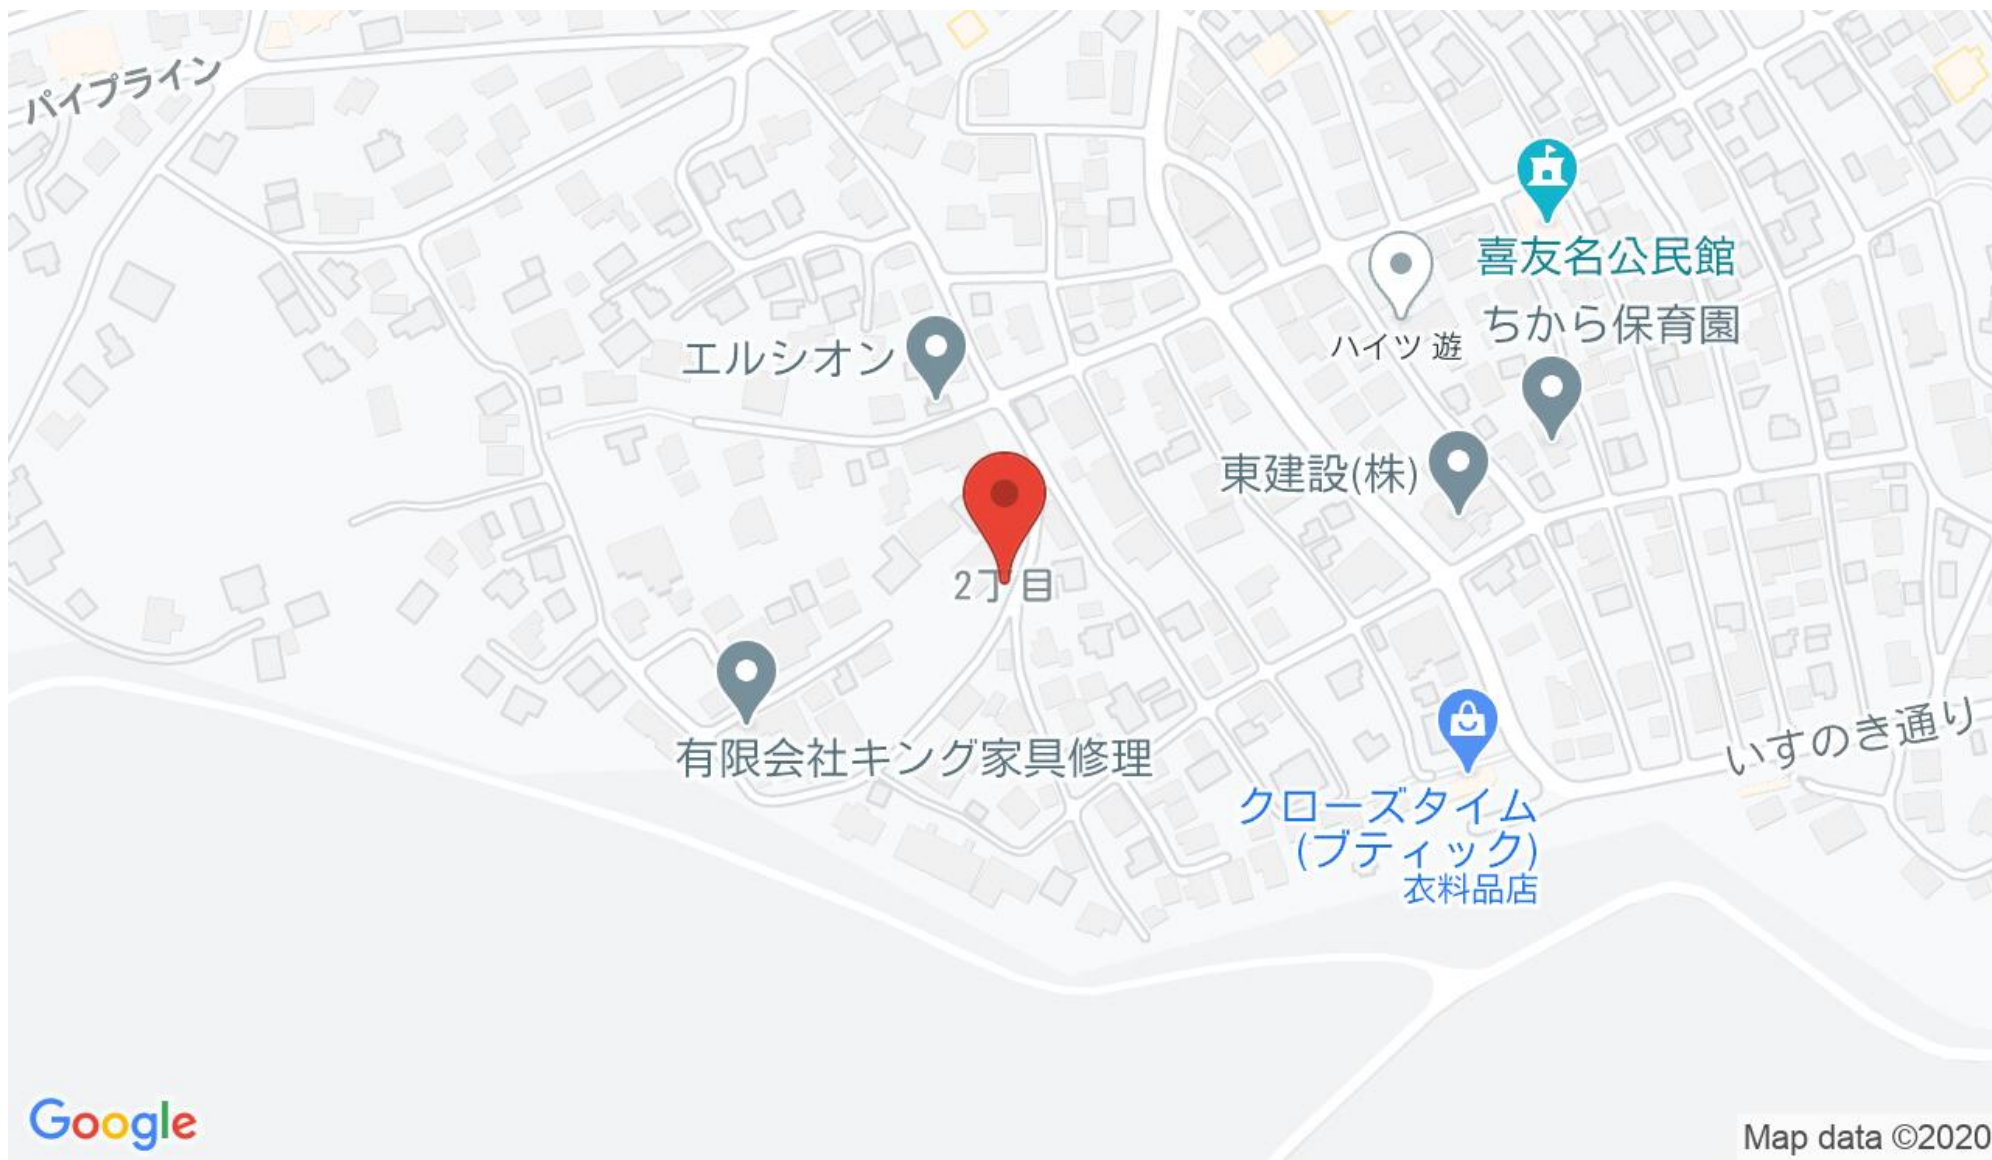 パイプライン
喜友名公民館
ちから保育園
ハイツ 遊
エルシオン
東建設(株)
2丁目
有限会社キング家具修理
いすのき通り
クローズタイム
(ブティック)
衣料品店
Google
Map data ©2020